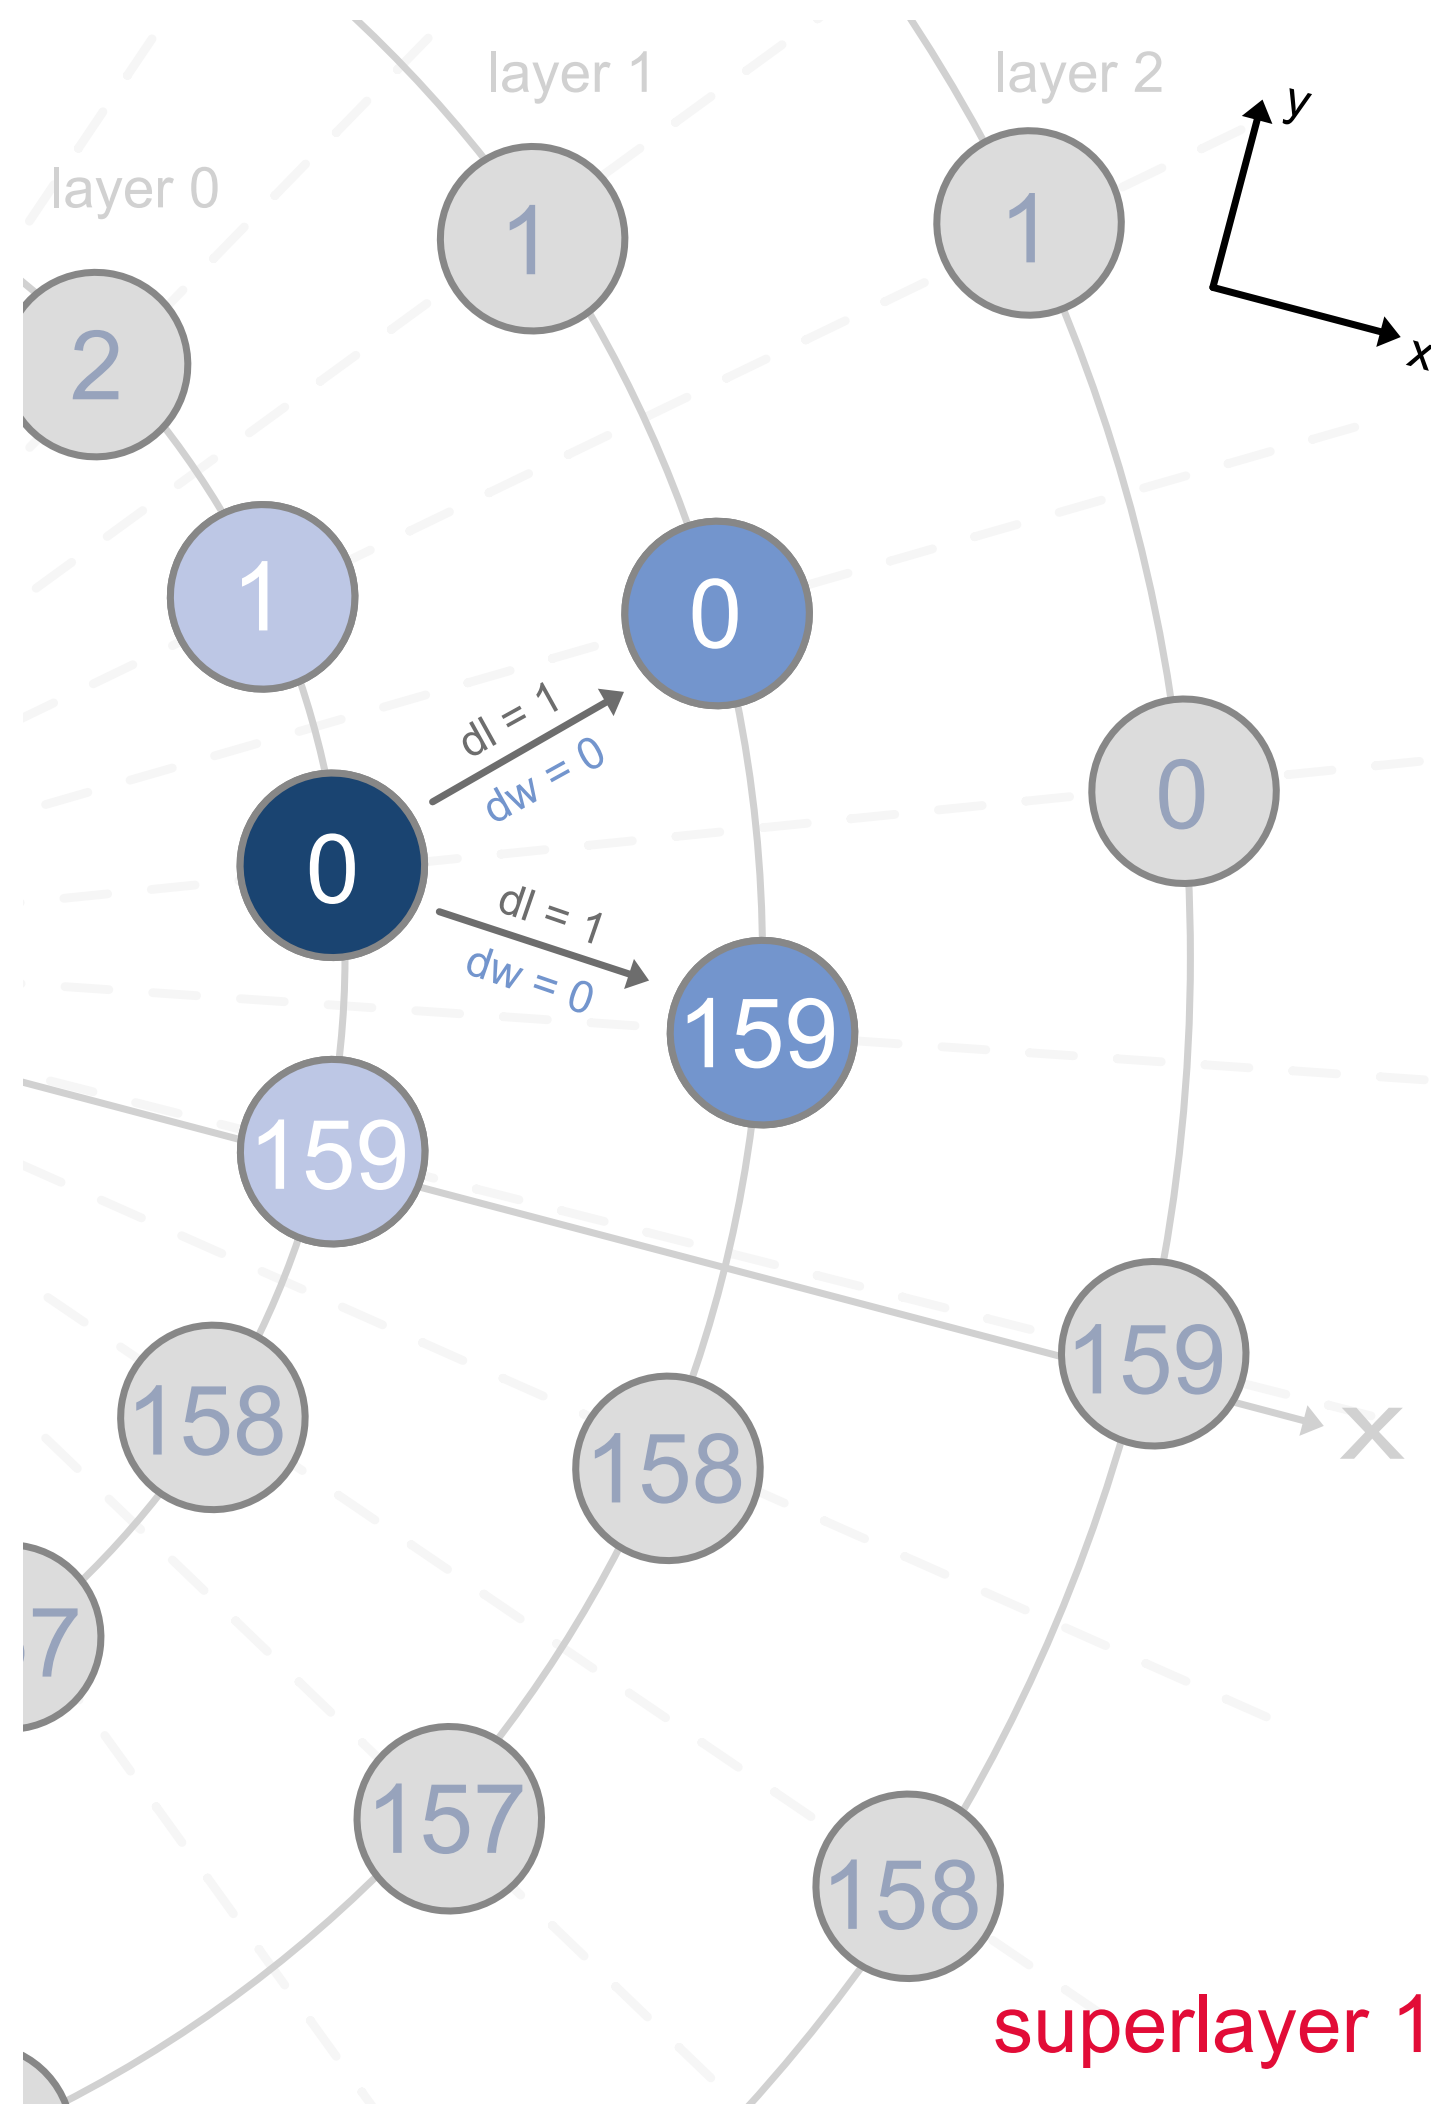 layer 1
layer 2
y
layer 0
1
1
x
2
1
0
dl = 1
dw = 0
0
0
dl = 1
dw = 0
159
159
159
158
x
158
7
157
158
superlayer 1